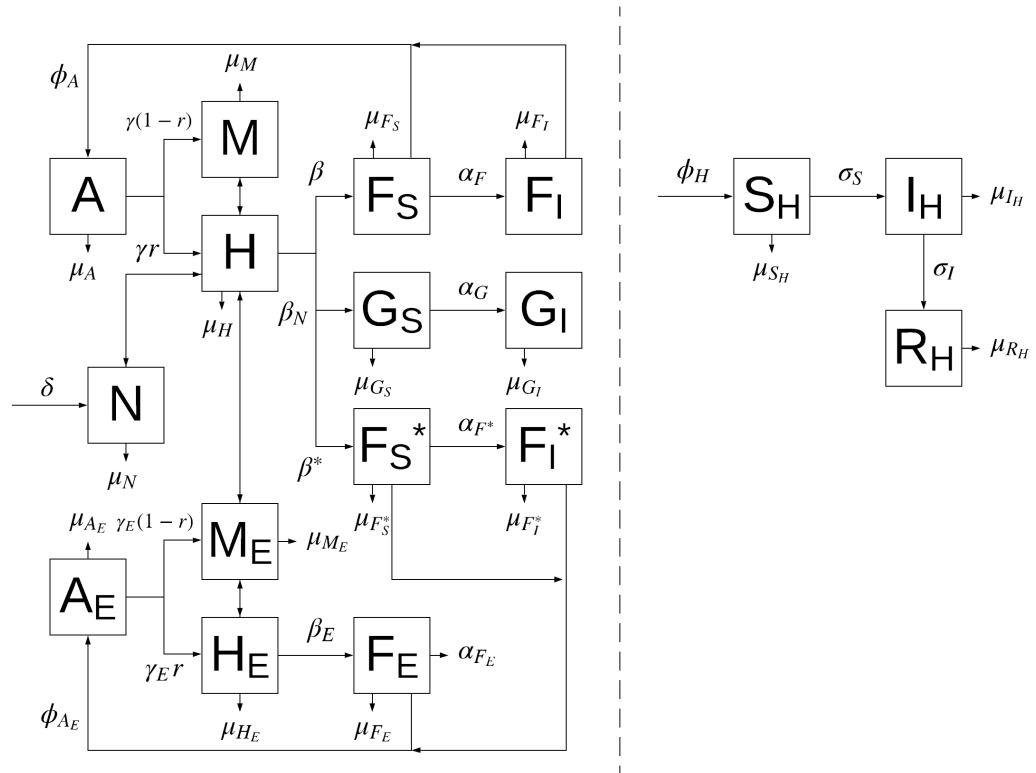 ϕ_A
μ_M
γ(1 − r)
M
A
μ_A
γr
H
μ_H
δ
N
μ_N
β
μ_{F_S}
F_S
α_F
μ_{F_I}
F_I
β_N
G_S
α_G
G_I
μ_{G_S}
μ_{G_I}
β*
F_S*
α_{F*}
F_I*
μ_{F_S^*}
μ_{F_I^*}
μ_{A_E}
γ_E(1 − r)
M_E
μ_{M_E}
A_E
γ_E r
H_E
μ_{H_E}
β_E
F_E
α_{F_E}
μ_{F_E}
ϕ_{A_E}
ϕ_H
S_H
σ_S
I_H
μ_{I_H}
μ_{S_H}
σ_I
R_H
μ_{R_H}